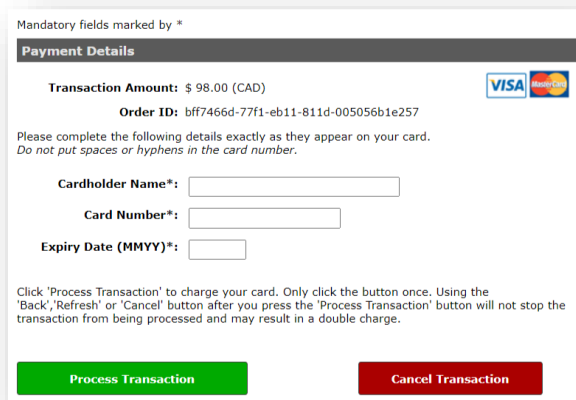 Mandatory fields marked by *
Payment Details
Transaction Amount: $ 98.00 (CAD)
VISA MasterCard
Order ID: bff7466d-77f1-eb11-811d-005056b1e257
Please complete the following details exactly as they appear on your card.
Do not put spaces or hyphens in the card number.
Cardholder Name*:
Card Number*:
Expiry Date (MMYY)*:
Click 'Process Transaction' to charge your card. Only click the button once. Using the
'Back','Refresh' or 'Cancel' button after you press the 'Process Transaction' button will not stop the
transaction from being processed and may result in a double charge.
Process Transaction
Cancel Transaction